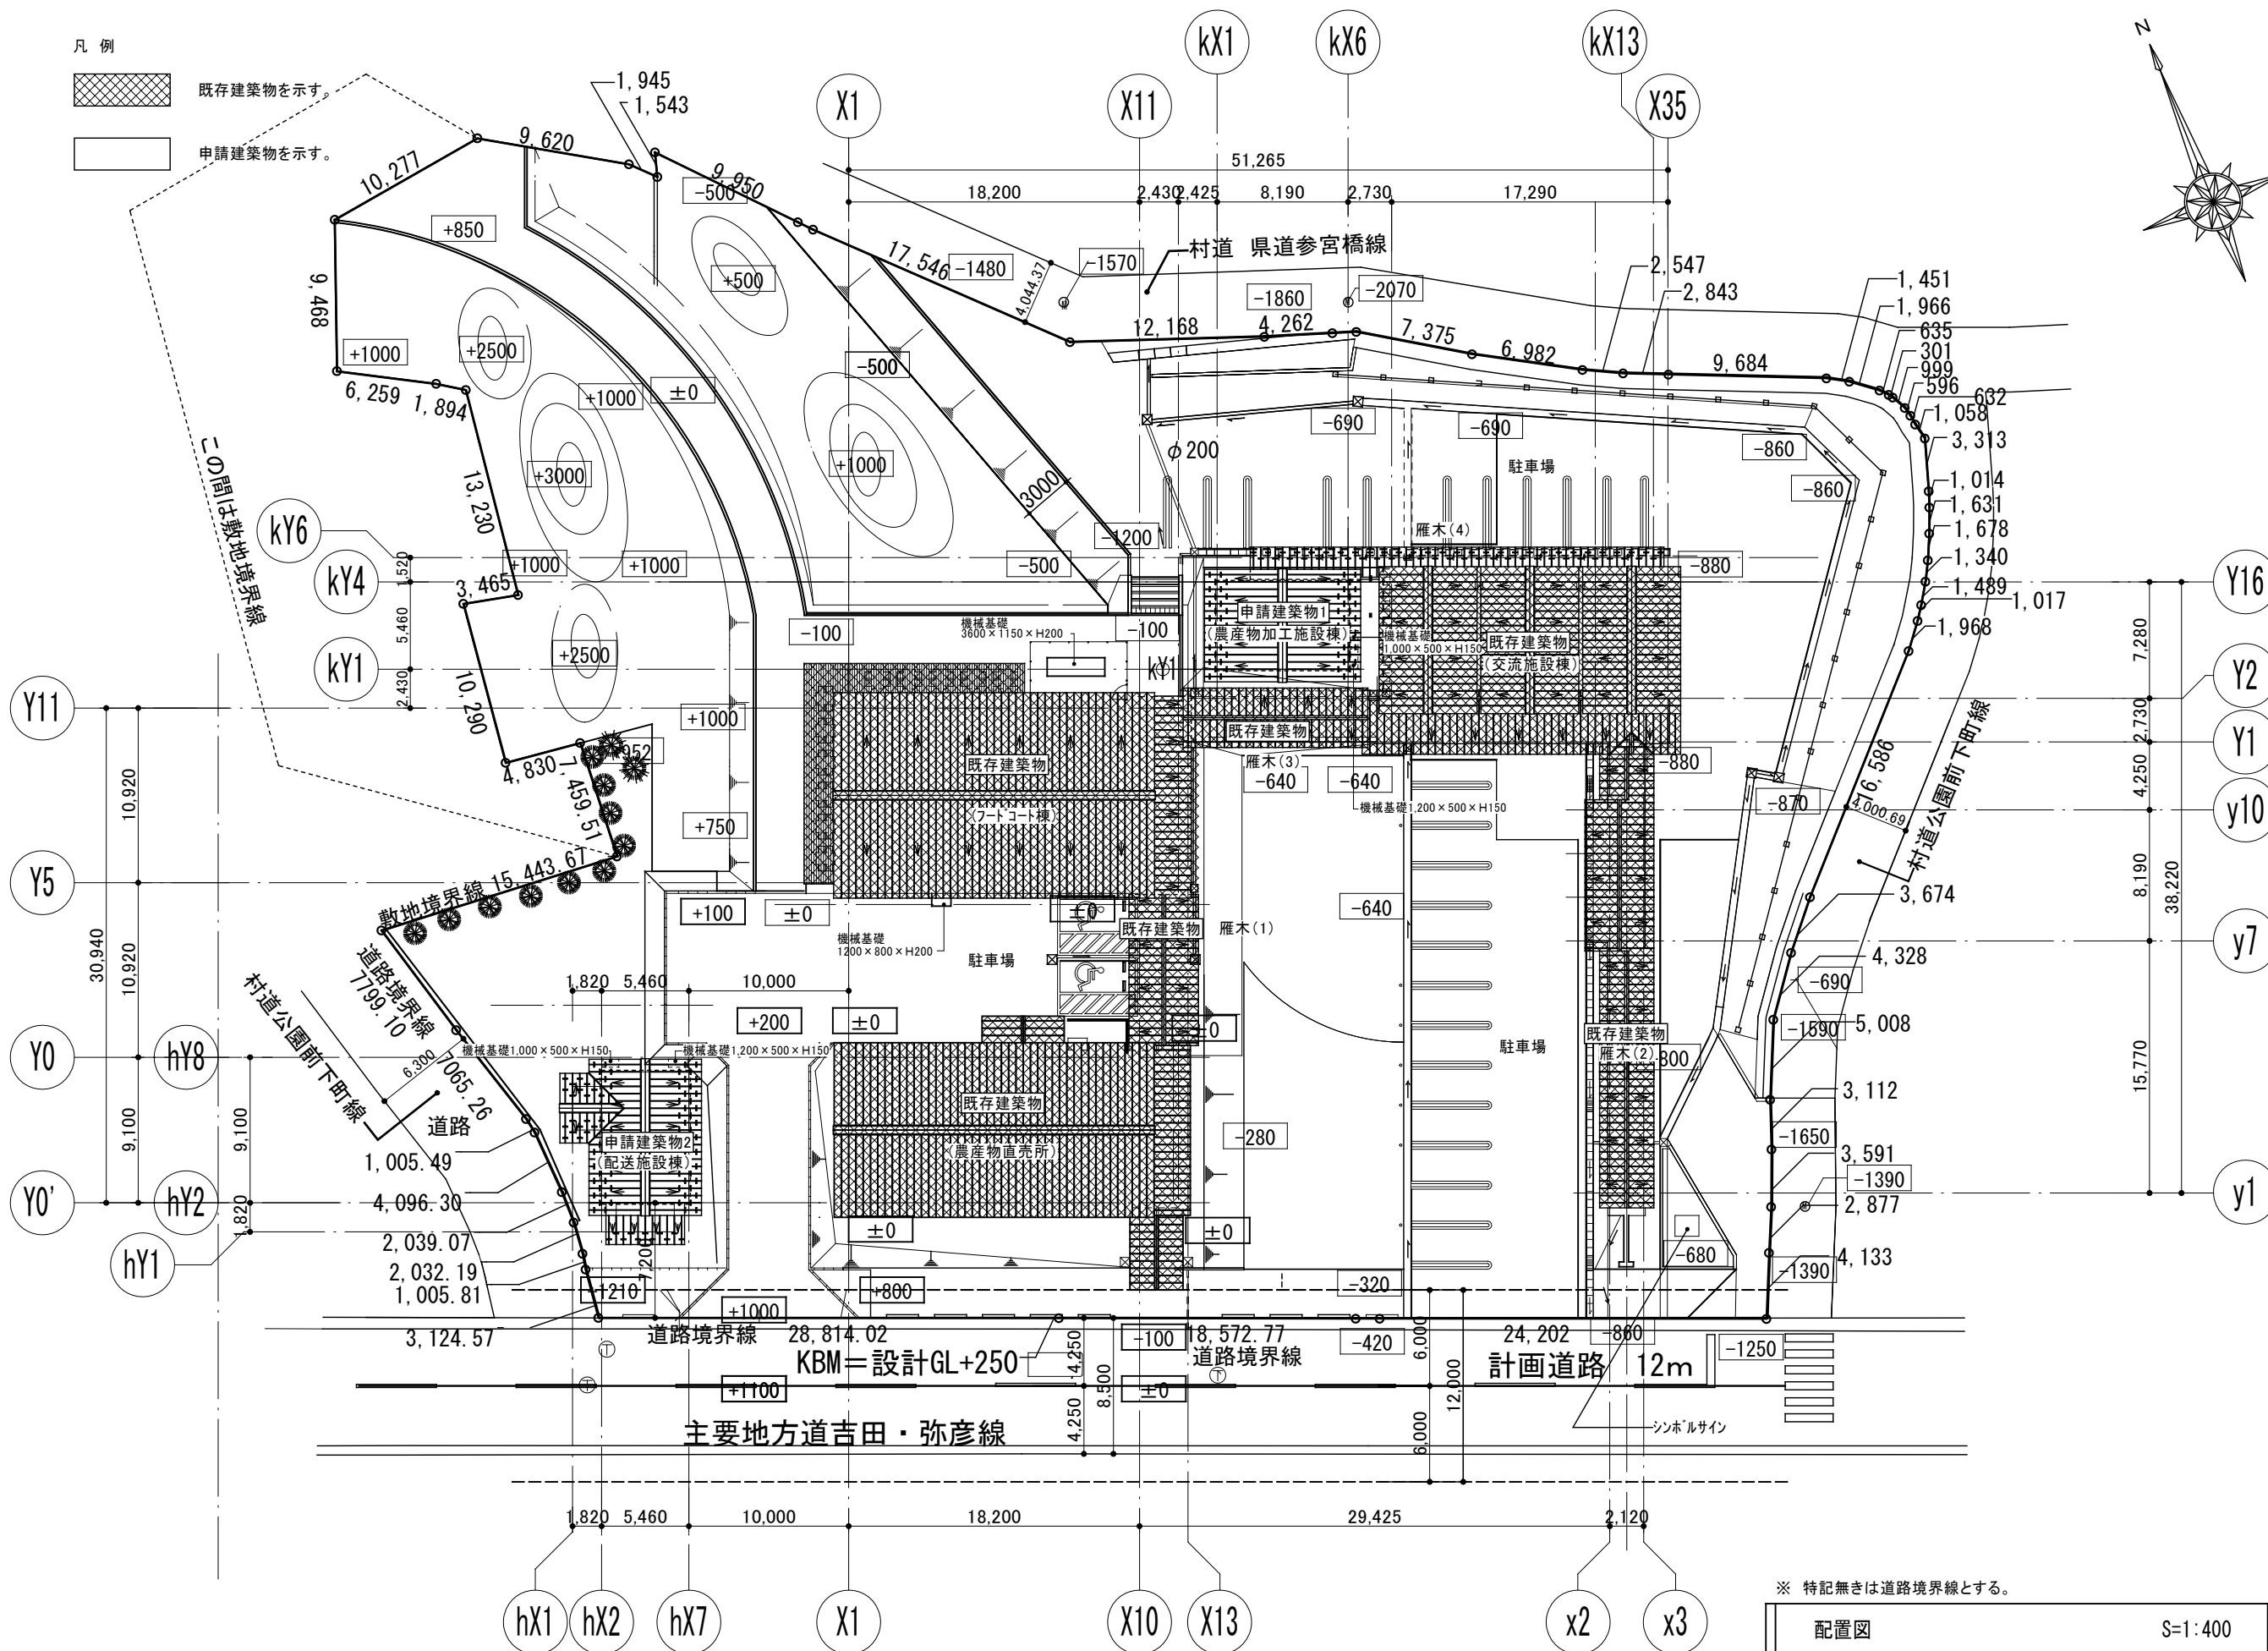 凡 例
既存建築物を示す。
申請建築物を示す。
kX1
kX6
kX13
X1
X11
X35
N
51,265
18,200
2,430
2,425
8,190
2,730
17,290
1,945
1,543
9,620
10,277
9,950
-500
+850
+500
17,546
-1480
4,044.37
-1570
村道 県道参宮橋線
-1860
-2070
2,547
2,843
1,451
1,966
635
301
999
596
632
1,058
3,313
1,014
1,631
1,678
1,340
1,489
1,017
1,968
9,468
+1000
+2500
6,259
1,894
+1000
±0
-500
12,168
4,262
7,375
6,982
9,684
-690
-690
-860
-860
φ200
駐車場
この間は敷地境界線
13,230
+3000
+1000
3000
-1200
雁木(4)
kY6
kY4
kY1
1,520
5,460
2,430
3,465
+1000
+1000
-500
-880
Y16
Y2
Y1
y10
y7
y1
7,280
2,730
4,250
8,190
15,770
38,220
+2500
-100
機械基礎
3600×1150×H200
-100
kY1
申請建築物1
(農産物加工施設棟)
機械基礎
1,000×500×H150
既存建築物
(交流施設棟)
Y11
Y5
Y0
Y0'
hY8
hY2
hY1
10,920
10,920
9,100
30,940
9,100
1,820
10,290
4,830
7,459.51
+1000
+750
既存建築物
(フードコート棟)
既存建築物
雁木(3)
-640
-640
-880
機械基礎1,200×500×H150
-870
16,586
4,000.69
村道公園前下町線
敷地境界線 15,443.67
+100
±0
±0
機械基礎
1200×800×H200
駐車場
既存建築物
雁木(1)
-640
3,674
4,328
-690
道路境界線
7799.10
村道公園前下町線
6,300
7065.26
道路
1,820
5,460
10,000
+200
±0
±0
機械基礎1,000×500×H150
機械基礎1,200×500×H150
駐車場
既存建築物
雁木(2)
-1590
5,008
3,112
-1650
3,591
-1390
2,877
4,133
-1390
既存建築物
(農産物直売所)
申請建築物2
(配送施設棟)
-280
1,005.49
4,096.30
2,039.07
2,032.19
1,005.81
3,124.57
7,200
±0
±0
-680
-1210
+1000
+800
-320
道路境界線
28,814.02
-100
18,572.77
道路境界線
-420
24,202
-860
-1250
KBM=設計GL+250
計画道路 12m
4,250
8,500
4,250
6,000
12,000
6,000
+1100
±0
シンボルサイン
主要地方道吉田・弥彦線
1,820
5,460
10,000
18,200
29,425
2,120
hX1
hX2
hX7
X1
X10
X13
x2
x3
※ 特記無きは道路境界線とする。
配置図
S=1:400